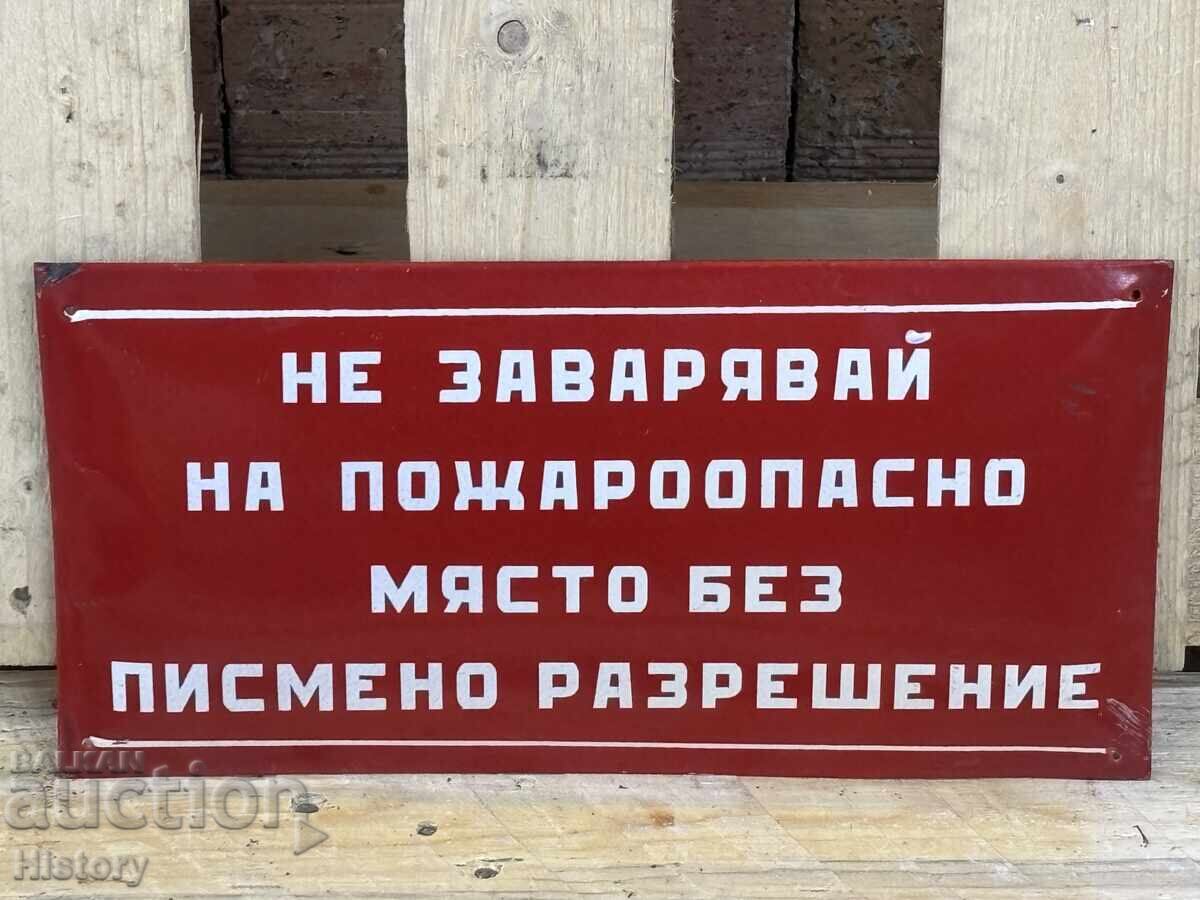 НЕ ЗАВАРЯВАЙ
НА ПОЖАРООПАСНО
МЯСТО БЕЗ
ПИСМЕНО РАЗРЕШЕНИЕ
BALKAN
auction
History